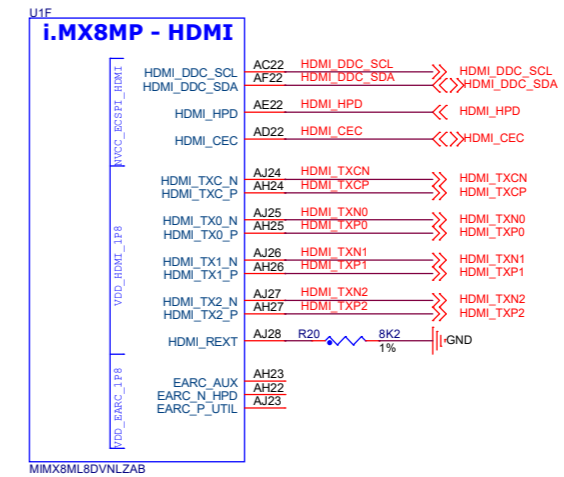 U1F
i.MX8MP - HDMI
NVCC_ECSPI_HDMI
HDMI_DDC_SCL AC22 HDMI_DDC_SCL HDMI_DDC_SCL
HDMI_DDC_SDA AF22 HDMI_DDC_SDA HDMI_DDC_SDA
HDMI_HPD AE22 HDMI_HPD HDMI_HPD
HDMI_CEC AD22 HDMI_CEC HDMI_CEC
VDD_HDMI_1P8
HDMI_TXC_N AJ24 HDMI_TXCN HDMI_TXCN
HDMI_TXC_P AH24 HDMI_TXCP HDMI_TXCP
HDMI_TX0_N AJ25 HDMI_TXN0 HDMI_TXN0
HDMI_TX0_P AH25 HDMI_TXP0 HDMI_TXP0
HDMI_TX1_N AJ26 HDMI_TXN1 HDMI_TXN1
HDMI_TX1_P AH26 HDMI_TXP1 HDMI_TXP1
HDMI_TX2_N AJ27 HDMI_TXN2 HDMI_TXN2
HDMI_TX2_P AH27 HDMI_TXP2 HDMI_TXP2
HDMI_REXT AJ28 R20 8K2 GND
1%
VDD_EARC_1P8
EARC_AUX AH23
EARC_N_HPD AH22
EARC_P_UTIL AJ23
MIMX8ML8DVNLZAB